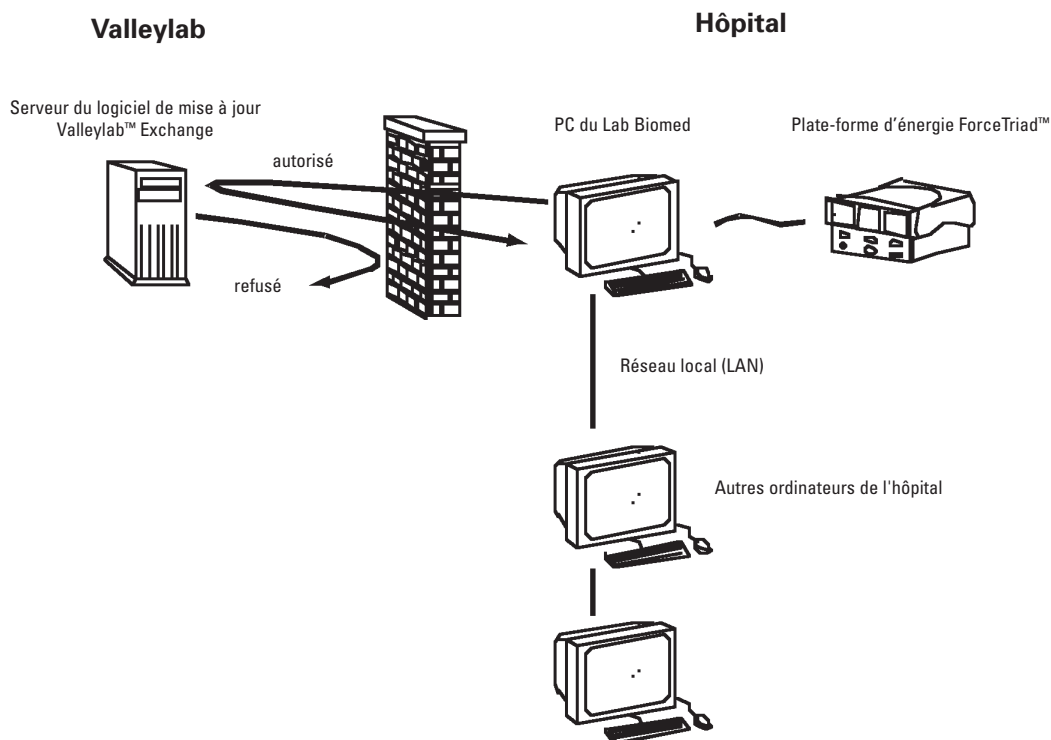 Valleylab
Hôpital
Serveur du logiciel de mise à jour
Valleylab™ Exchange
PC du Lab Biomed
Plate-forme d'énergie ForceTriad™
autorisé
refusé
Réseau local (LAN)
Autres ordinateurs de l'hôpital